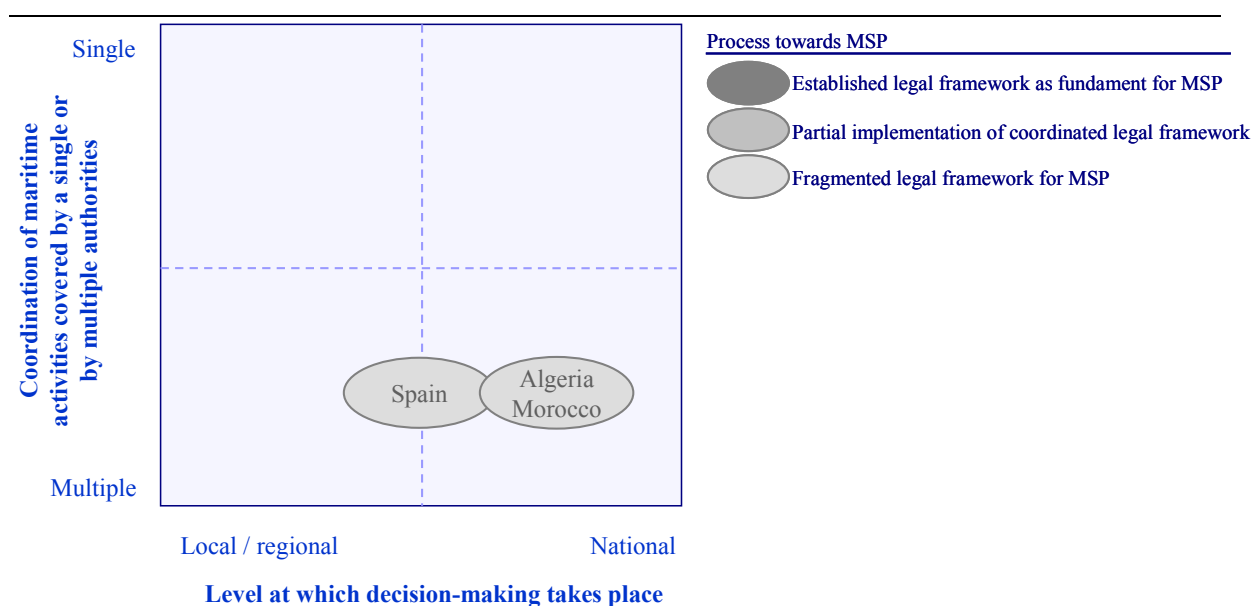 Single
Coordination of maritime
activities covered by a single or
by multiple authorities
Multiple
Spain
Algeria
Morocco
Local / regional
National
Level at which decision-making takes place
Process towards MSP
Established legal framework as fundament for MSP
Partial implementation of coordinated legal framework
Fragmented legal framework for MSP